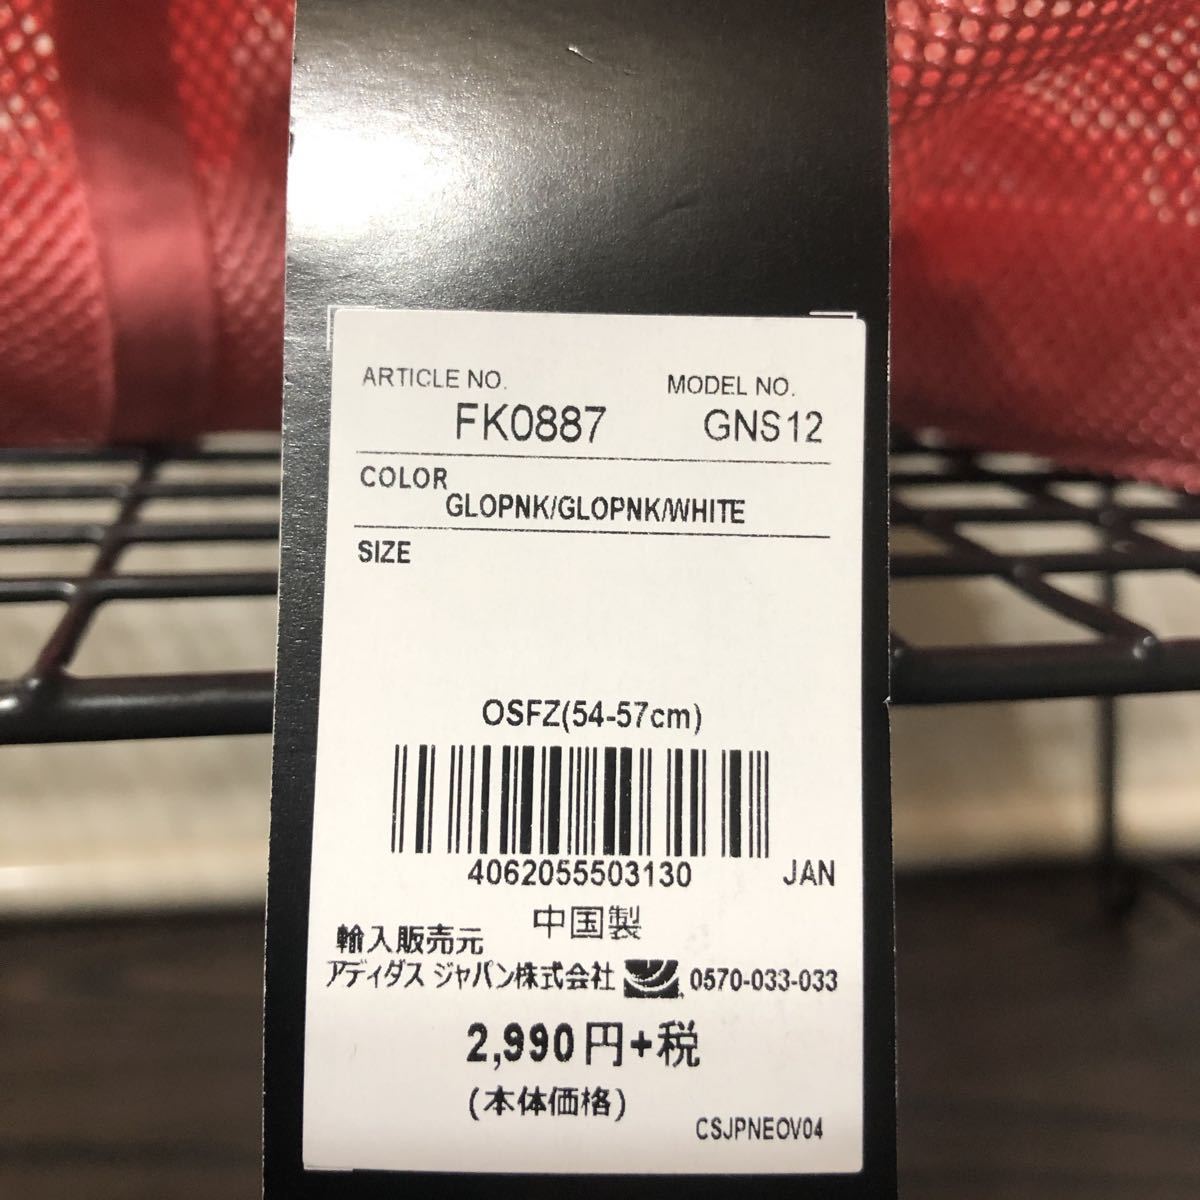 ARTICLE NO. MODEL NO.
FK0887 GNS12
COLOR
GLOPNK/GLOPNK/WHITE
SIZE
OSFZ(54-57cm)
4062055503130 JAN
中国製
輸入販売元
アディダス ジャパン株式会社 0570-033-033
2,990円+税
(本体価格)
CSJPNEOV04